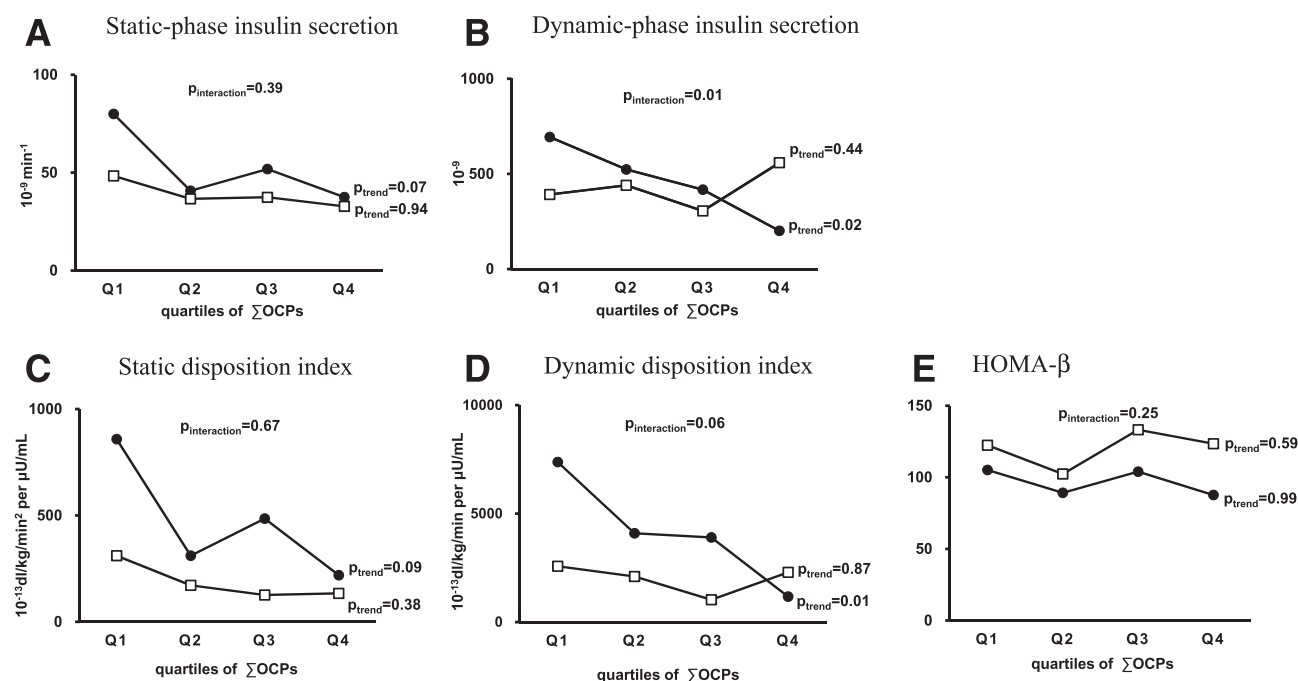 A Static-phase insulin secretion
100
50
0
10⁻⁹ min⁻¹
pinteraction=0.39
ptrend=0.07
ptrend=0.94
Q1 Q2 Q3 Q4
quartiles of ∑OCPs
B Dynamic-phase insulin secretion
1000
500
0
10⁻⁹
pinteraction=0.01
ptrend=0.44
ptrend=0.02
Q1 Q2 Q3 Q4
quartiles of ∑OCPs
C Static disposition index
1000
500
0
10⁻¹³dl/kg/min² per μU/mL
pinteraction=0.67
ptrend=0.09
ptrend=0.38
Q1 Q2 Q3 Q4
quartiles of ∑OCPs
D Dynamic disposition index
10000
5000
0
10⁻¹³dl/kg/min per μU/mL
pinteraction=0.06
ptrend=0.87
ptrend=0.01
Q1 Q2 Q3 Q4
quartiles of ∑OCPs
E HOMA-β
150
100
50
0
pinteraction=0.25
ptrend=0.59
ptrend=0.99
Q1 Q2 Q3 Q4
quartiles of ∑OCPs